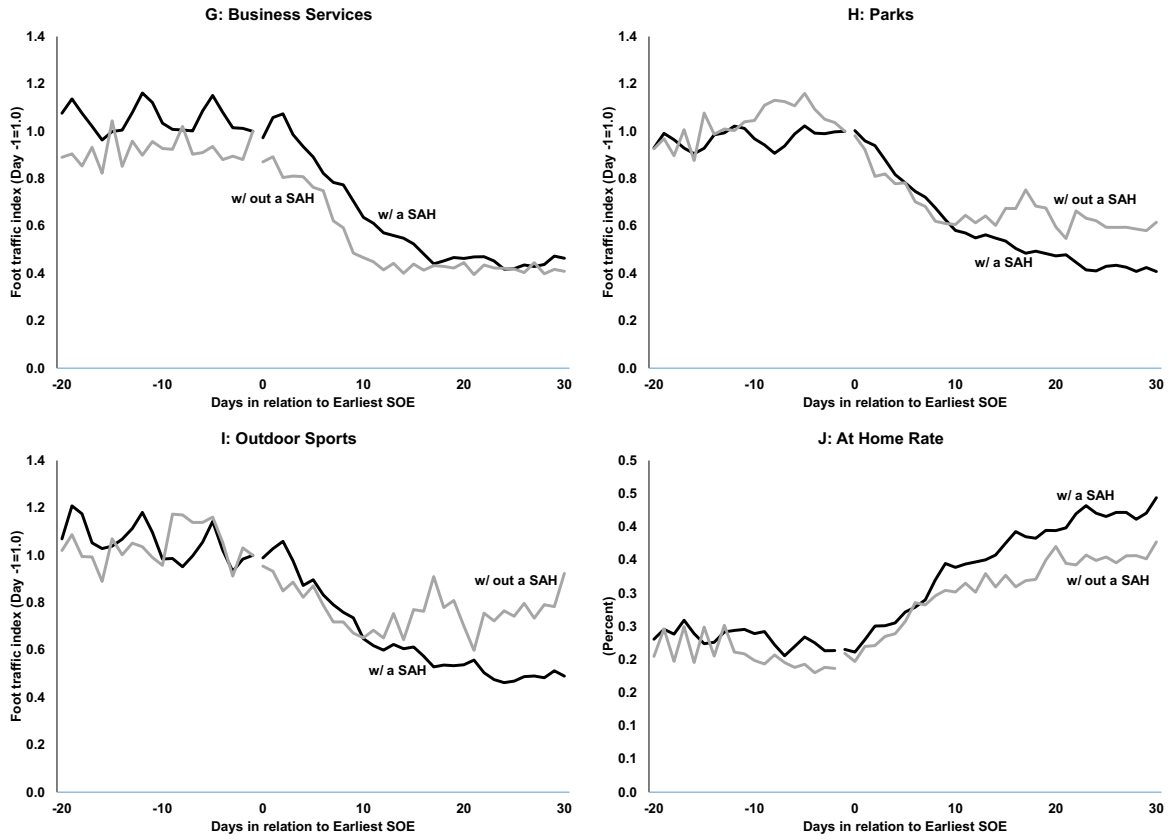 G: Business Services
Foot traffic index (Day -1=1.0)
1.4
1.2
1.0
0.8
0.6
0.4
0.2
0.0
w/ out a SAH
w/ a SAH
-20
-10
0
10
20
30
Days in relation to Earliest SOE
H: Parks
Foot traffic index (Day -1=1.0)
1.4
1.2
1.0
0.8
0.6
0.4
0.2
0.0
w/ out a SAH
w/ a SAH
-20
-10
0
10
20
30
Days in relation to Earliest SOE
I: Outdoor Sports
Foot traffic index (Day -1=1.0)
1.4
1.2
1.0
0.8
0.6
0.4
0.2
0.0
w/ out a SAH
w/ a SAH
-20
-10
0
10
20
30
Days in relation to Earliest SOE
J: At Home Rate
(Percent)
0.5
0.5
0.4
0.4
0.3
0.3
0.2
0.2
0.1
0.1
0.0
w/ a SAH
w/ out a SAH
-20
-10
0
10
20
30
Days in relation to Earliest SOE